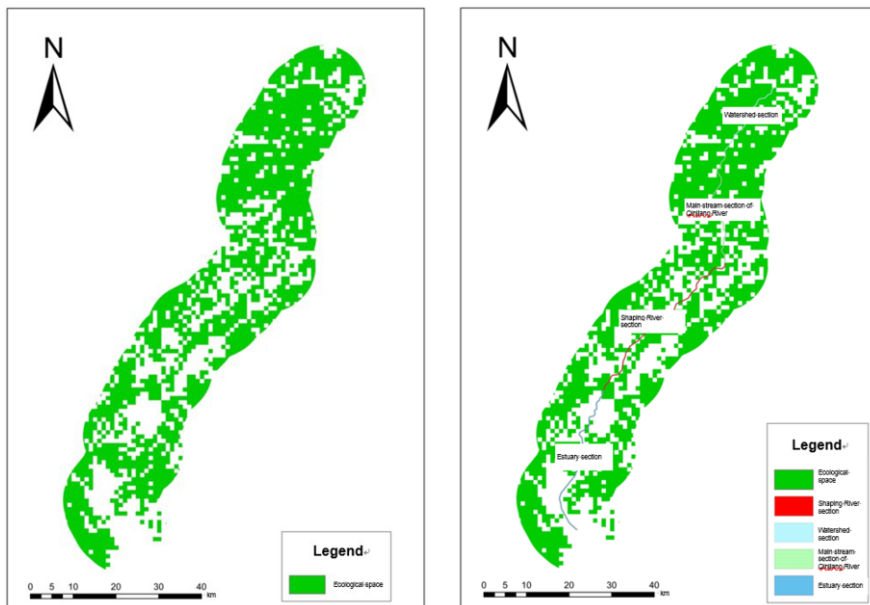 N
Legend
Ecological-space
0 5 10 20 30 40
km
N
Watershed-section
Main-stream-section-of-
Qinjiang-River
Shaping-River-
section
Estuary-section
Legend
Ecological-
space
Shaping-River-
section
Watershed-
section
Main-stream-
section-of-
Qinjiang-River
Estuary-section
0 5 10 20 30 40
km